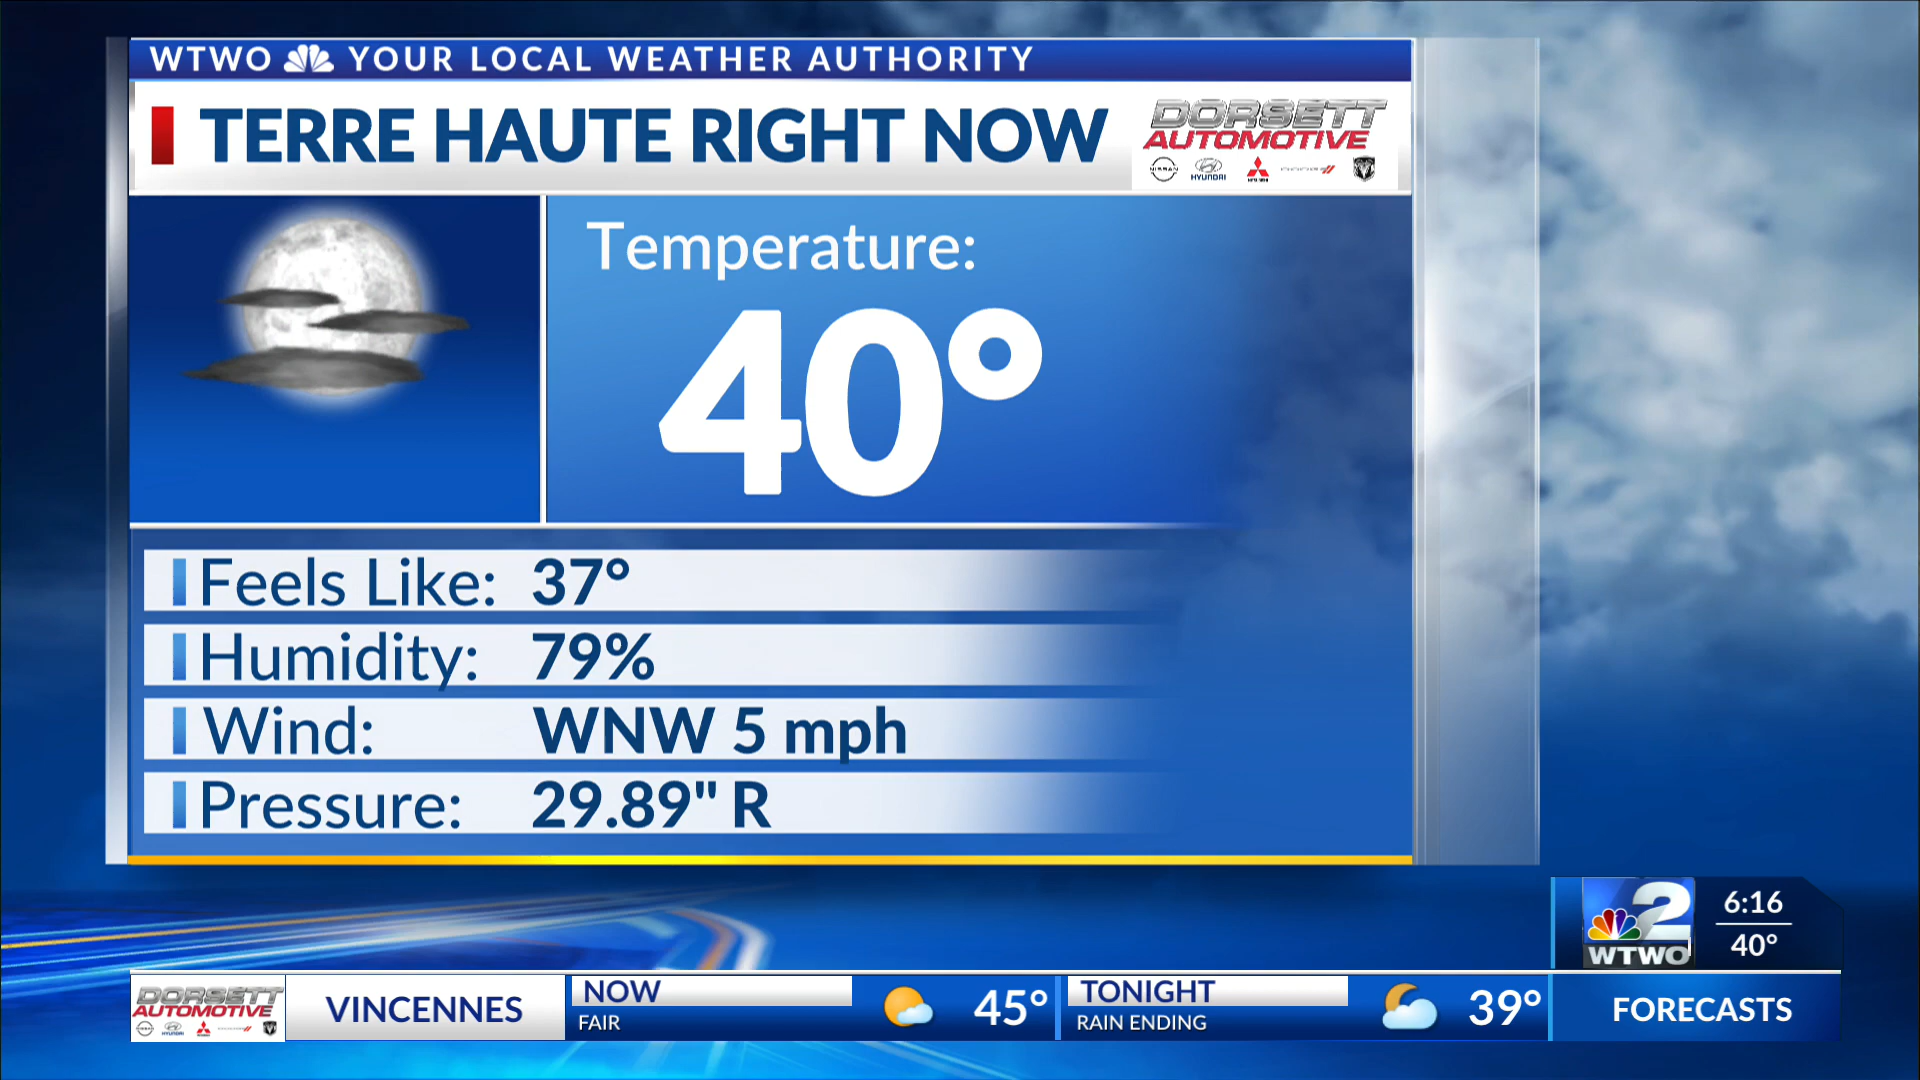 WTWO YOUR LOCAL WEATHER AUTHORITY
TERRE HAUTE RIGHT NOW
DORSETT
AUTOMOTIVE
NISSAN HYUNDAI DODGE
Temperature:
40°
Feels Like: 37°
Humidity: 79%
Wind: WNW 5 mph
Pressure: 29.89" R
2
WTWO
6:16
40°
DORSETT
AUTOMOTIVE
VINCENNES
NOW
FAIR
45°
TONIGHT
RAIN ENDING
39°
FORECASTS